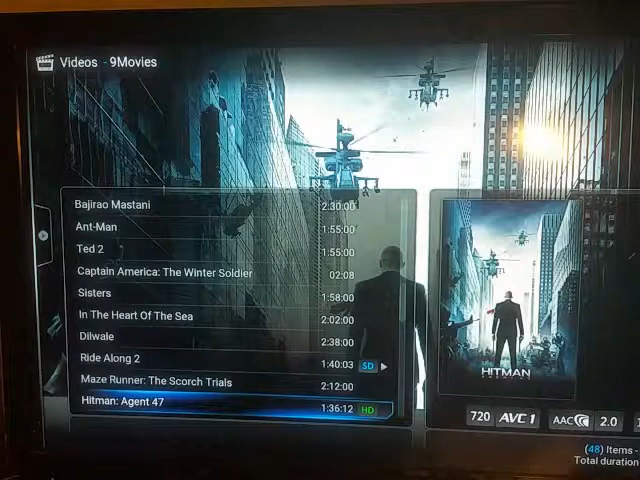 Videos - 9Movies
Bajirao Mastani 2:30:00
Ant-Man 1:55:00
Ted 2 1:55:00
Captain America: The Winter Soldier 02:08
Sisters 1:58:00
In The Heart Of The Sea 2:02:00
Dilwale 2:38:00
Ride Along 2 1:40:03 SD
Maze Runner: The Scorch Trials 2:12:00
Hitman: Agent 47 1:36:12 HD
HITMAN
720 AVC1 AAC 2.0 1
(48) Items -
Total duration